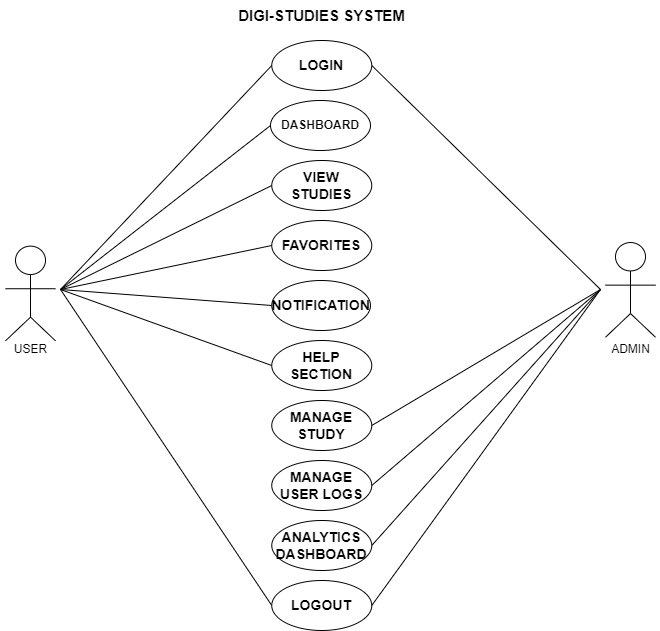 DIGI-STUDIES SYSTEM
LOGIN
DASHBOARD
VIEW
STUDIES
FAVORITES
NOTIFICATION
HELP
SECTION
USER
ADMIN
MANAGE
STUDY
MANAGE
USER LOGS
ANALYTICS
DASHBOARD
LOGOUT